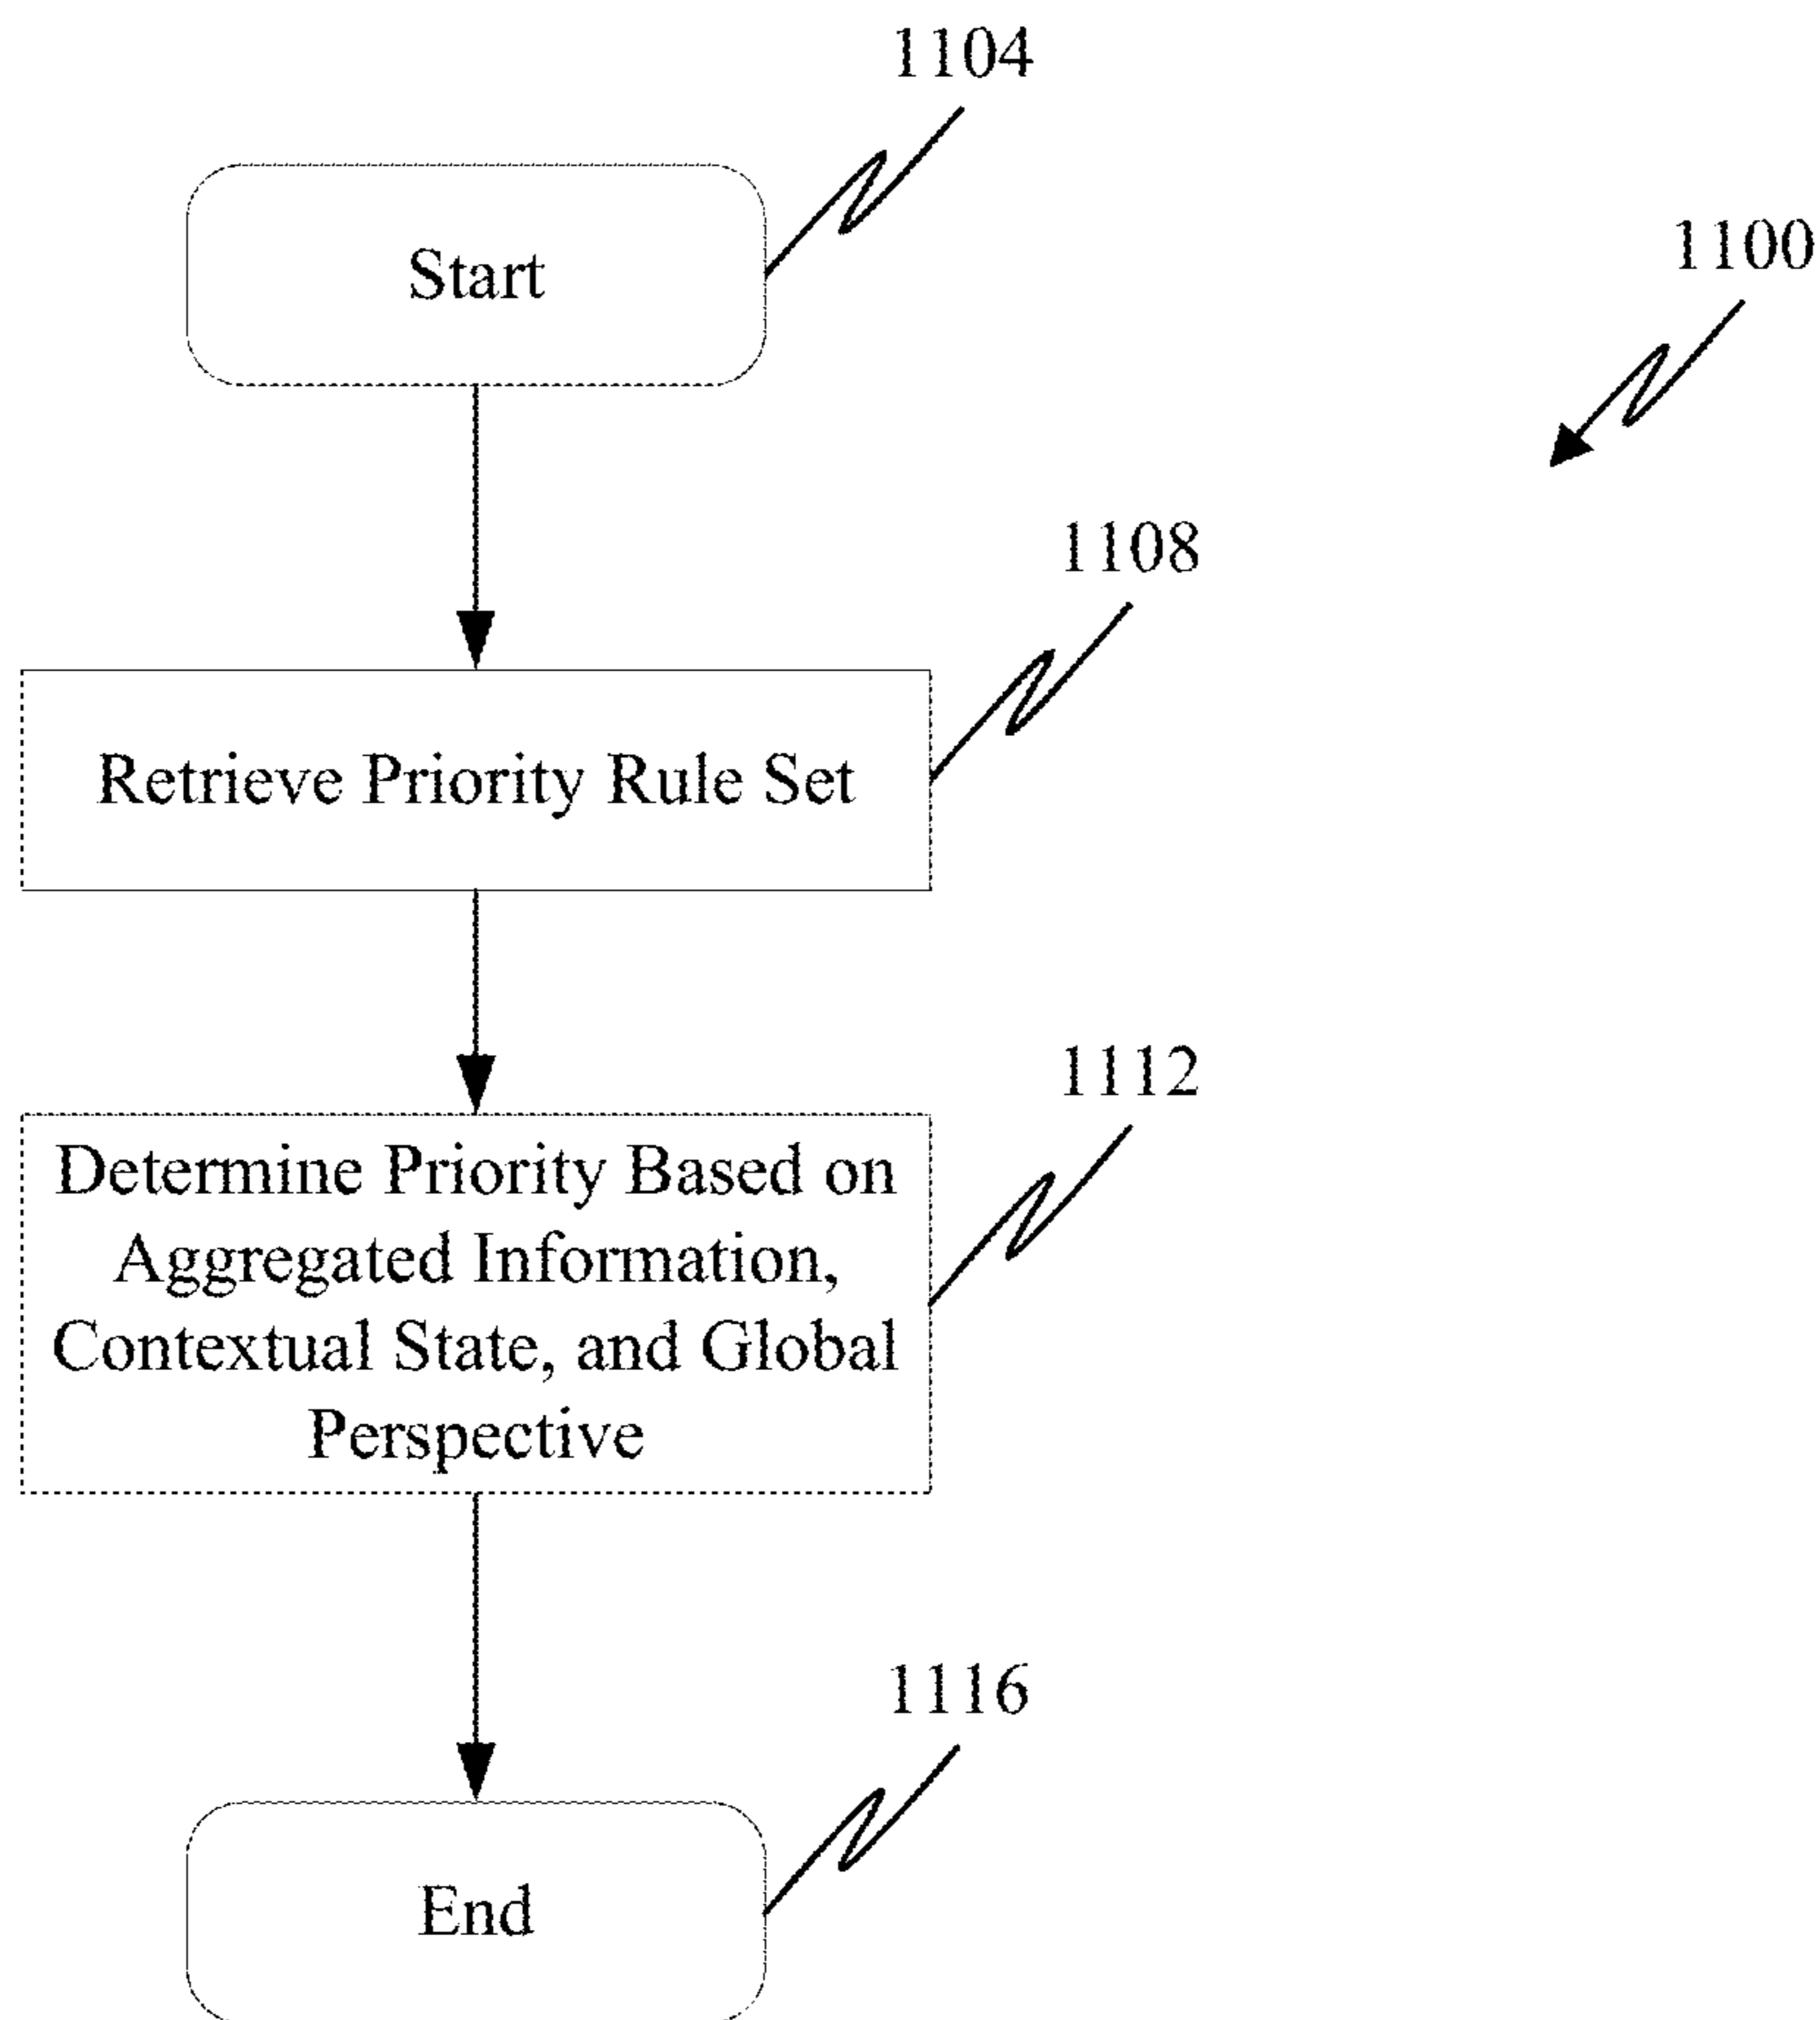 1104
Start
1100
1108
Retrieve Priority Rule Set
1112
Determine Priority Based on
Aggregated Information,
Contextual State, and Global
Perspective
1116
End